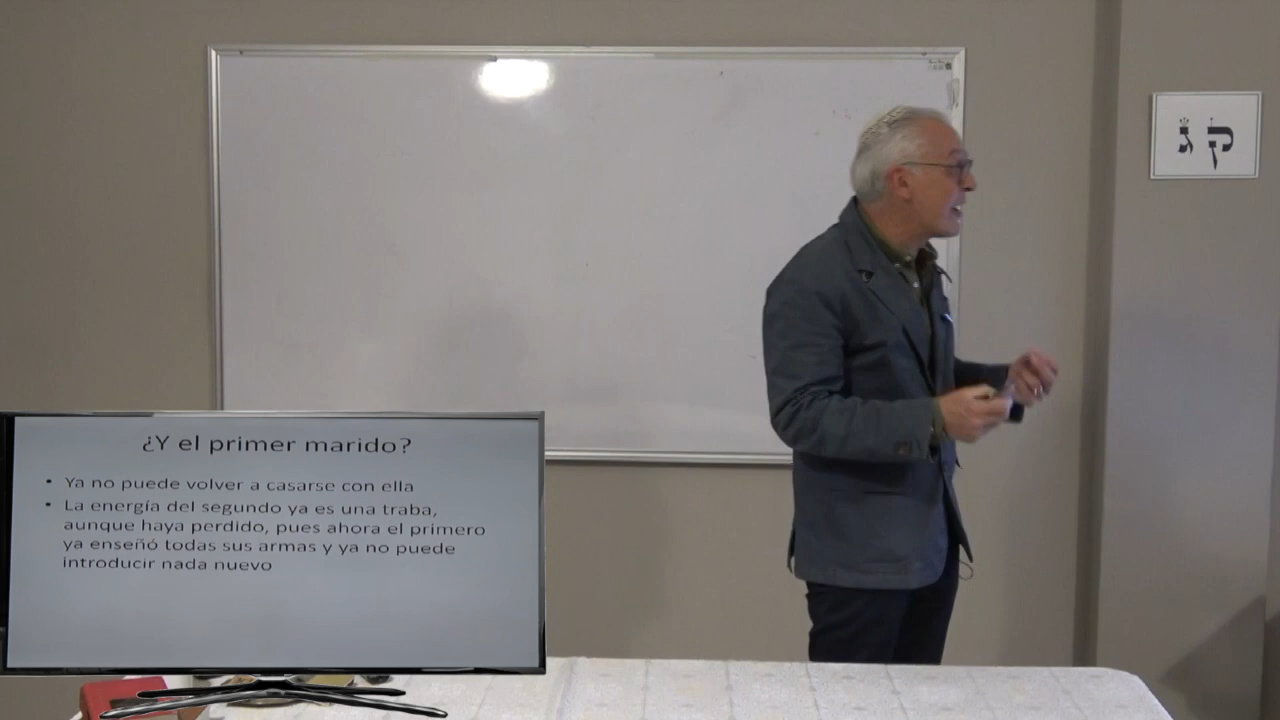 ¿Y el primer marido?
• Ya no puede volver a casarse con ella
• La energía del segundo ya es una traba,
aunque haya perdido, pues ahora el primero
ya enseñó todas sus armas y ya no puede
introducir nada nuevo
ק ג